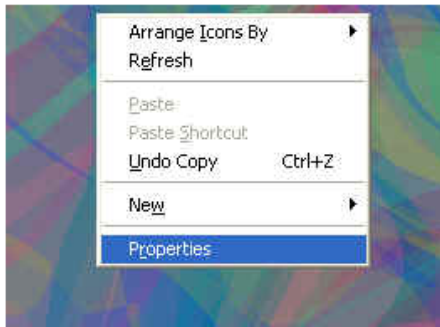 Arrange Icons By
Refresh
Paste
Paste Shortcut
Undo Copy Ctrl+Z
New
Properties